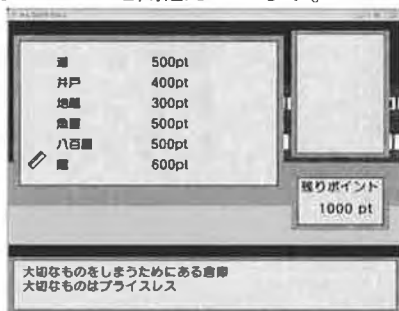 道 500pt
井戸 400pt
地蔵 300pt
魚屋 500pt
八百屋 500pt
蔵 600pt
残りポイント
1000 pt
大切なものをしまうためにある倉庫
大切なものはプライスレス